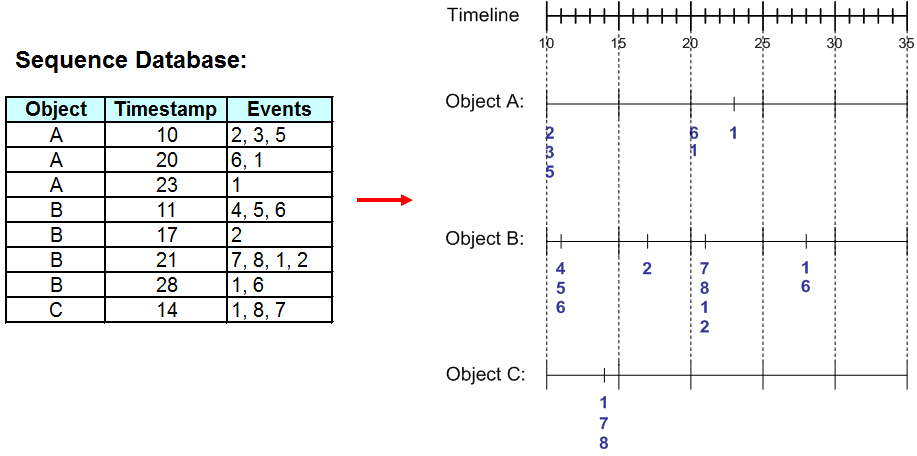 Sequence Database:
Object Timestamp Events
A 10 2, 3, 5
A 20 6, 1
A 23 1
B 11 4, 5, 6
B 17 2
B 21 7, 8, 1, 2
B 28 1, 6
C 14 1, 8, 7
Timeline
10 15 20 25 30 35
Object A:
2 6 1
3 1
5
Object B:
4 2 7 1
5 8 6
6 1
2
Object C:
1
7
8